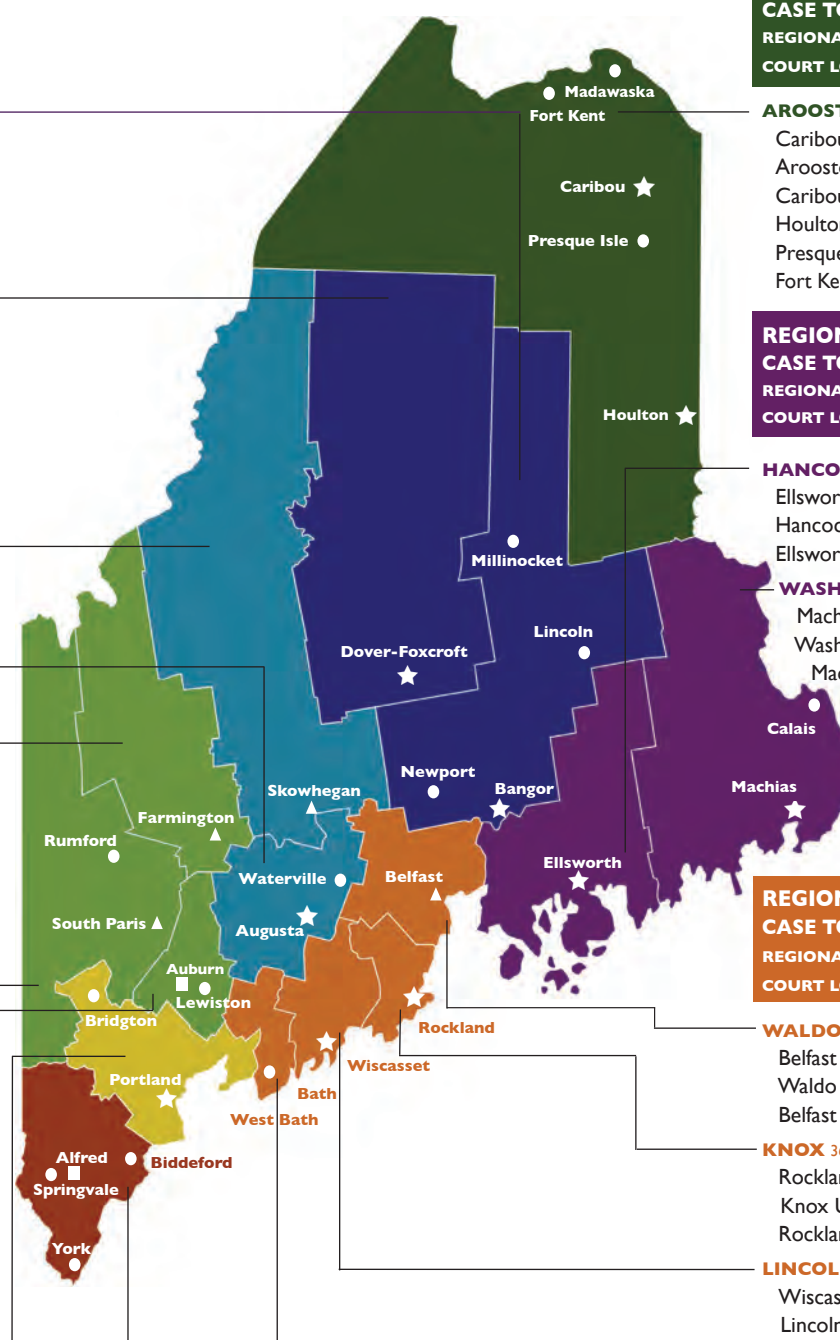 CASE TO
REGIONA
COURT L
Madawaska
Fort Kent
AROOST
Caribou
Aroost
Caribou
Houlto
Presque
Fort Ke
Caribou
Presque Isle
REGION
CASE TO
REGIONA
COURT L
Houlton
HANCO
Ellswor
Hancoc
Ellswor
WASH
Mach
Wash
Mac
Millinocket
Lincoln
Dover-Foxcroft
Calais
Newport
Bangor
Machias
Skowhegan
Farmington
Rumford
Ellsworth
Waterville
Belfast
South Paris
Augusta
REGION
CASE TO
REGIONA
COURT L
Auburn
Lewiston
Bridgton
Rockland
WALDO
Belfast
Waldo
Belfast
Wiscasset
Portland
Bath
West Bath
KNOX 3
Rocklan
Knox U
Rocklan
Alfred
Biddeford
Springvale
York
LINCOL
Wiscas
Lincoln